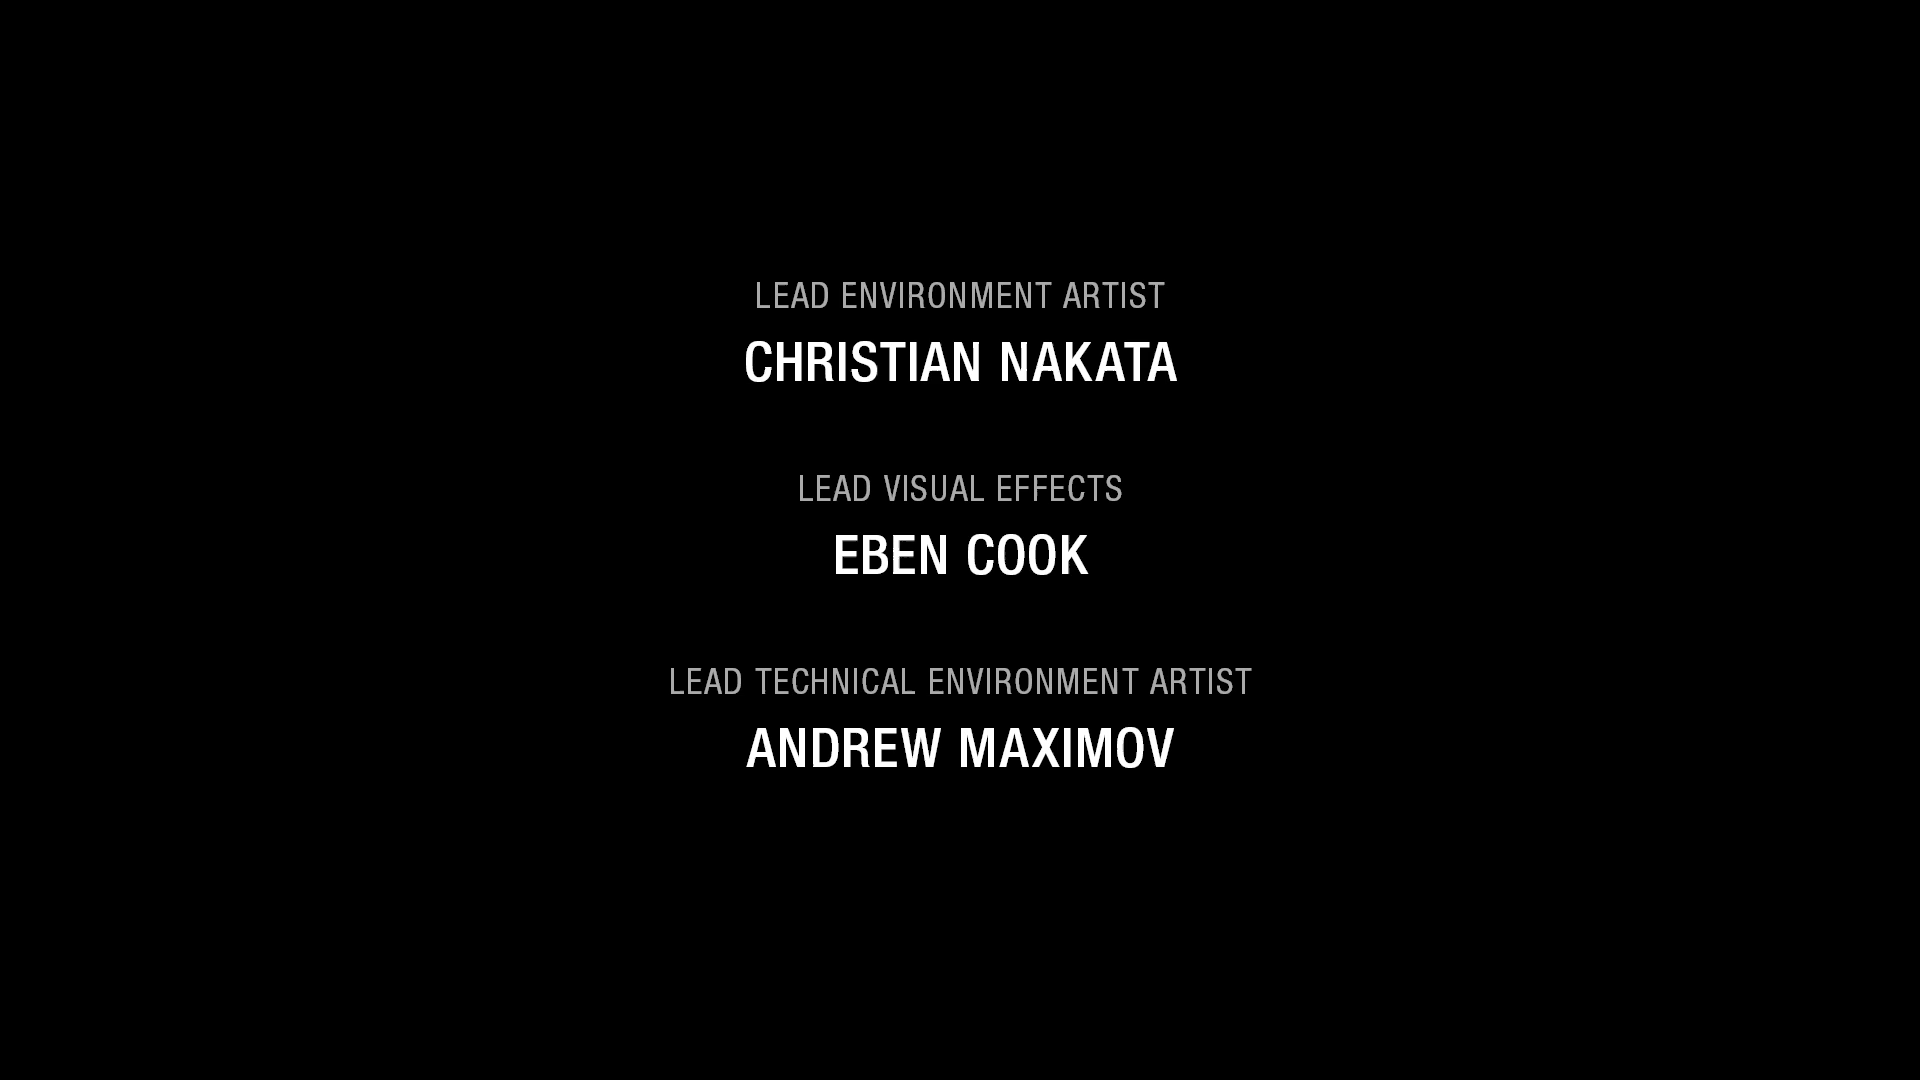 LEAD ENVIRONMENT ARTIST
CHRISTIAN NAKATA
LEAD VISUAL EFFECTS
EBEN COOK
LEAD TECHNICAL ENVIRONMENT ARTIST
ANDREW MAXIMOV